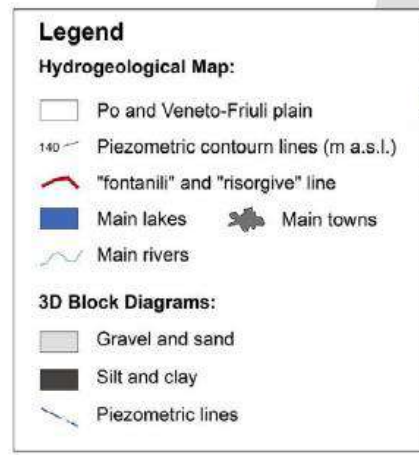 Legend
Hydrogeological Map:
Po and Veneto-Friuli plain
140 Piezometric contourn lines (m a.s.l.)
"fontanili" and "risorgive" line
Main lakes Main towns
Main rivers
3D Block Diagrams:
Gravel and sand
Silt and clay
Piezometric lines